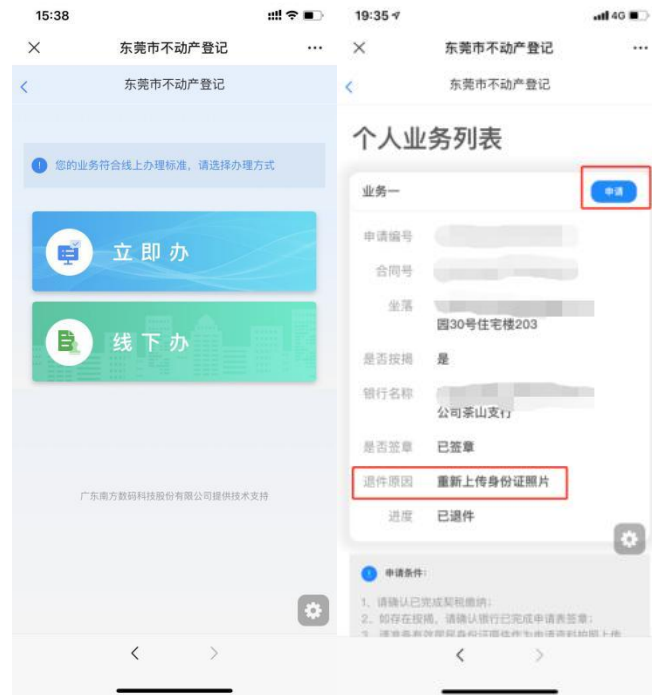 15:38
东莞市不动产登记
东莞市不动产登记
您的业务符合线上办理标准，请选择办理方式
立即办
线下办
广东南方数码科技股份有限公司提供技术支持
19:35
4G
东莞市不动产登记
东莞市不动产登记
个人业务列表
业务一
申请
申请编号
合同号
坐落
园30号住宅楼203
是否按揭 是
银行名称
公司茶山支行
是否签章 已签章
退件原因 重新上传身份证照片
进度 已退件
申请条件：
1、请确认已完成契税缴纳；
2、如存在按揭，请确认银行已完成申请表签章；